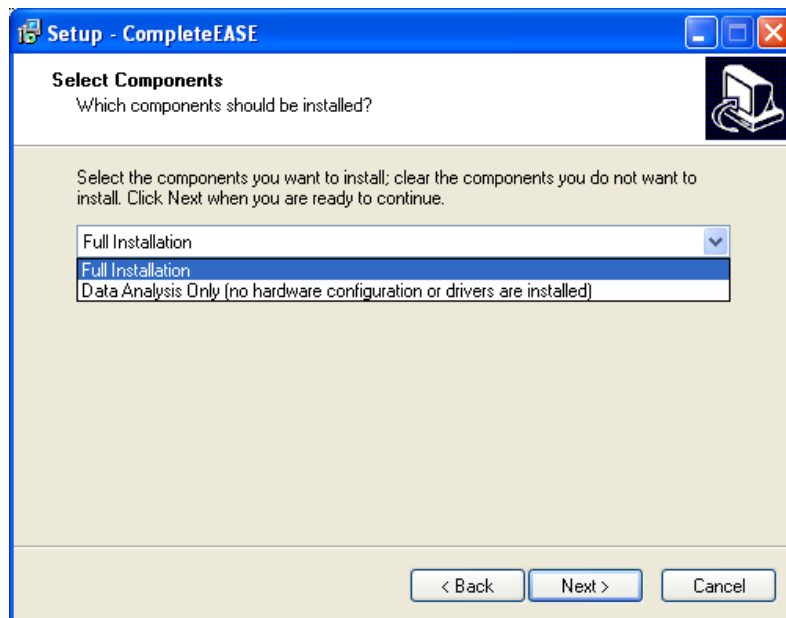 Setup - CompleteEASE
Select Components
Which components should be installed?
Select the components you want to install; clear the components you do not want to
install. Click Next when you are ready to continue.
Full Installation
Full Installation
Data Analysis Only (no hardware configuration or drivers are installed)
< Back
Next >
Cancel